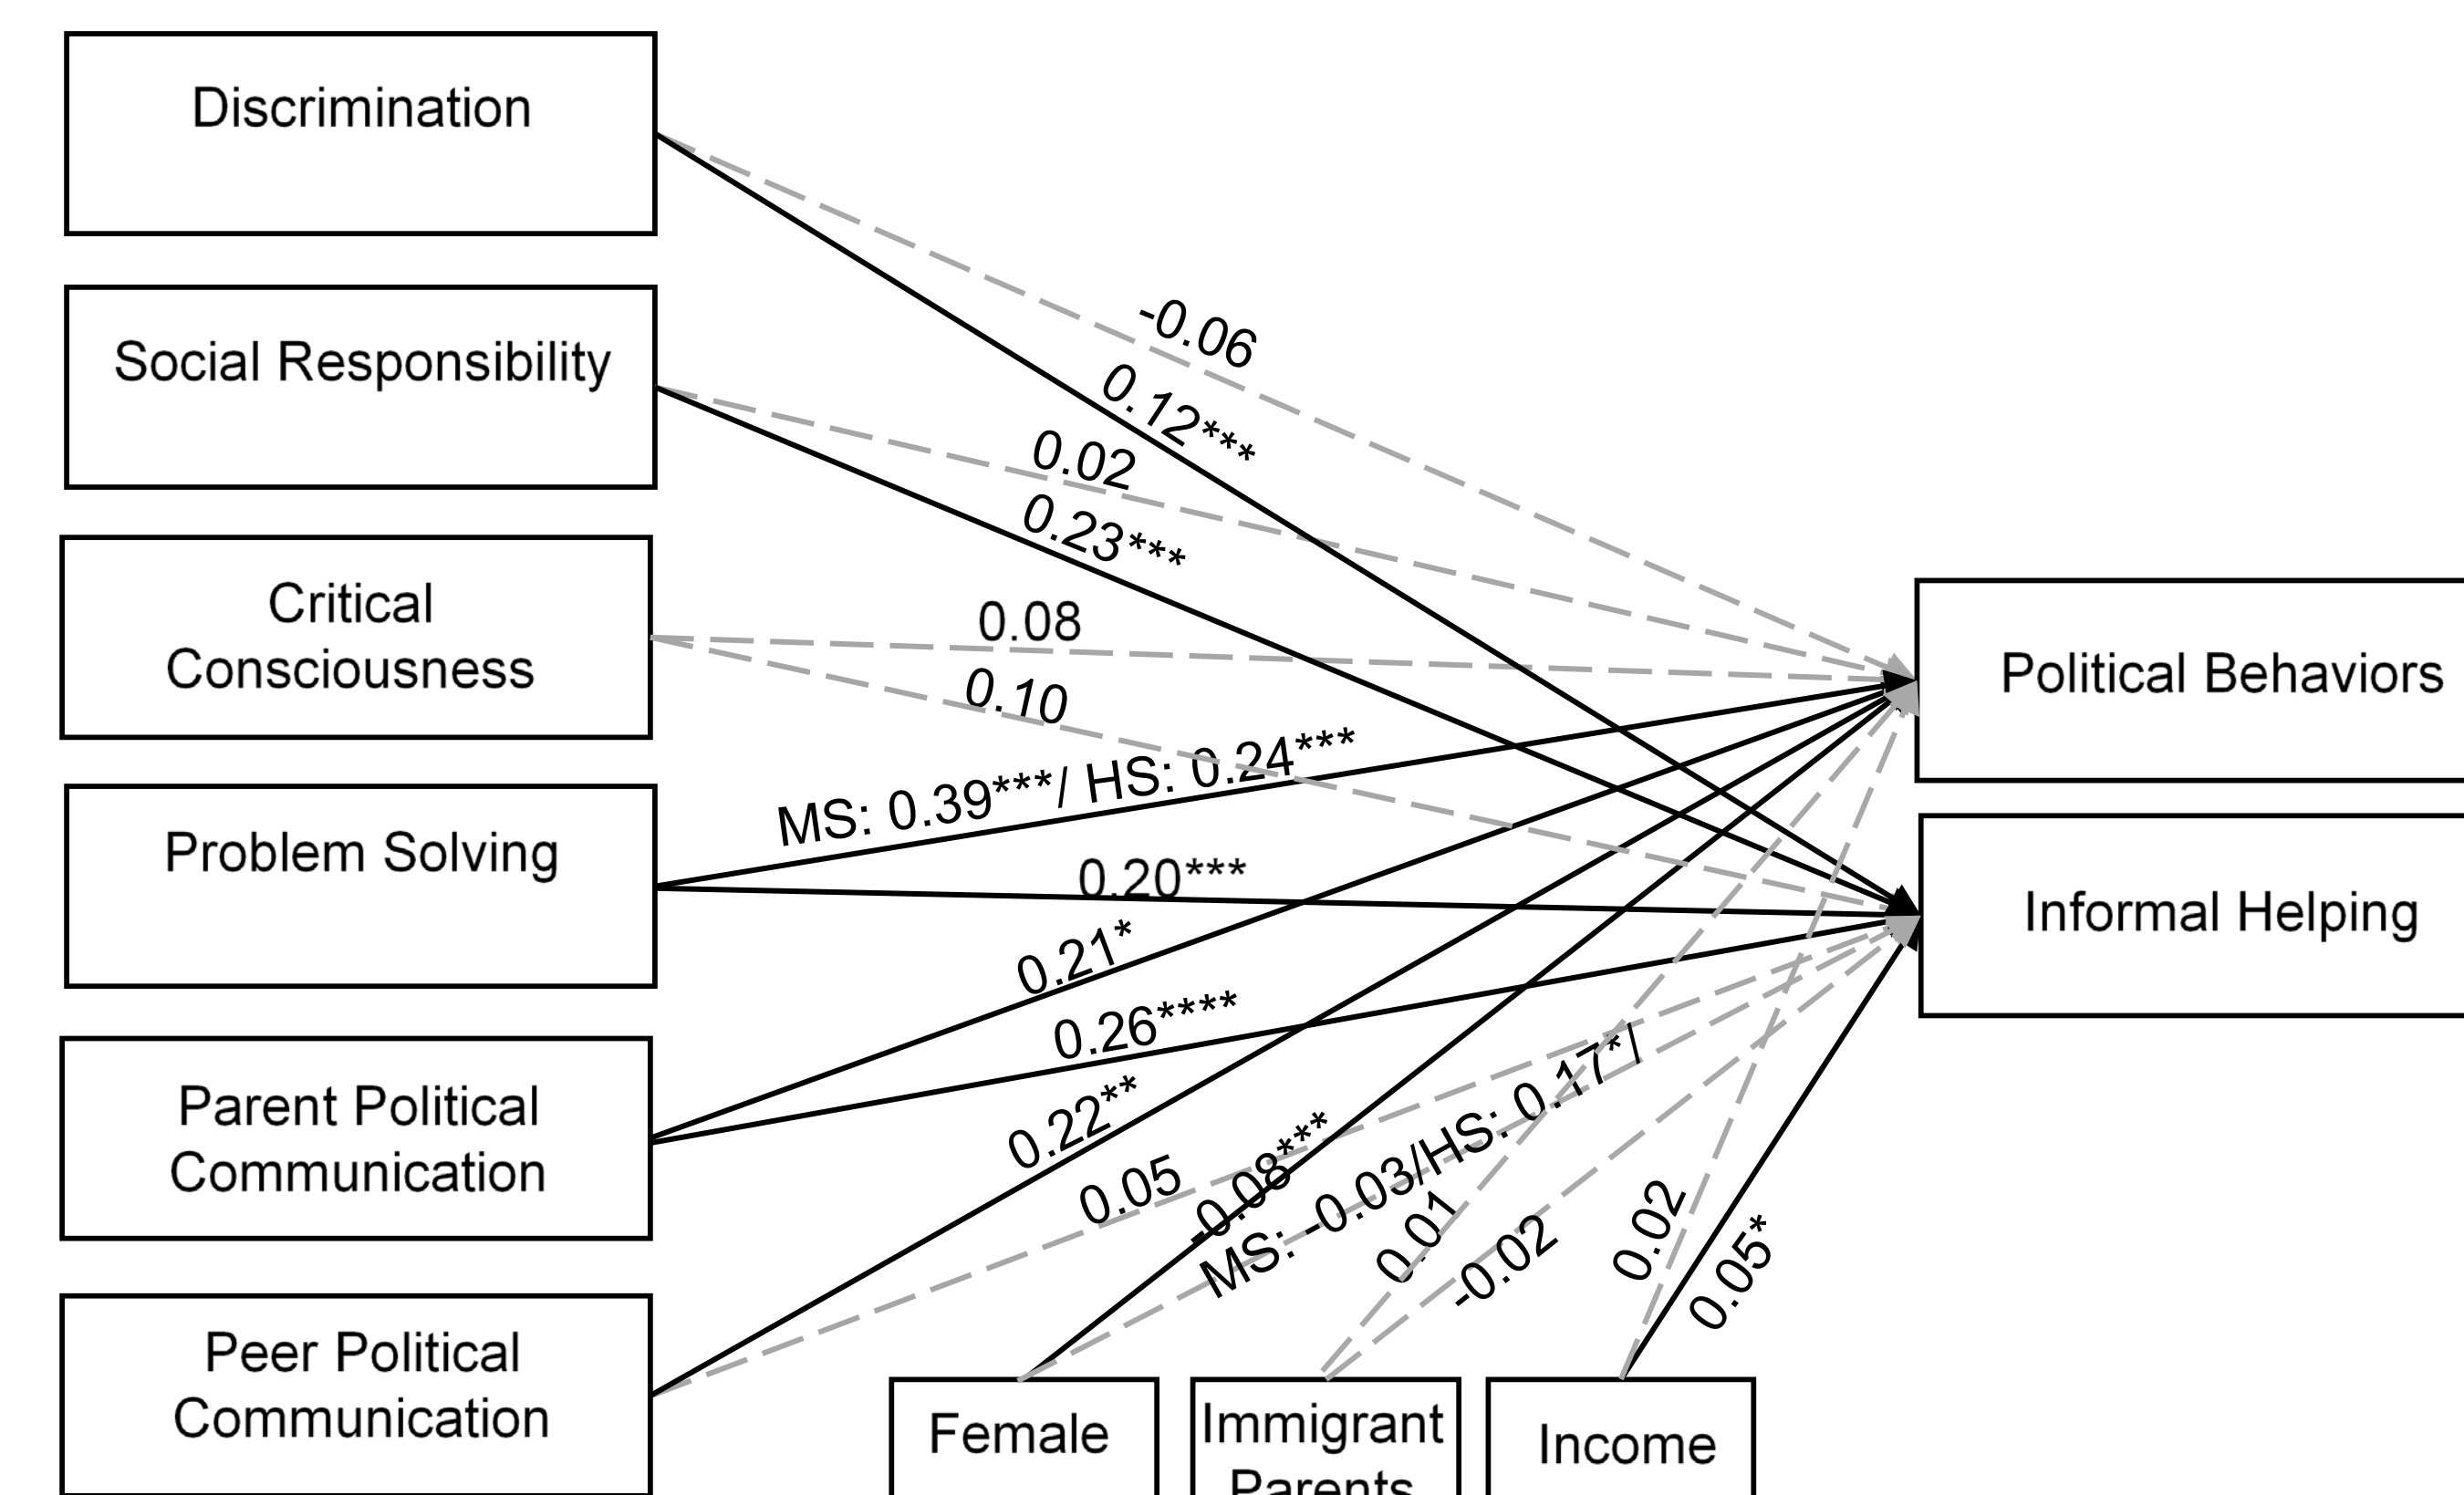 Discrimination
-0.06
0.12***
Social Responsibility
0.02
0.23***
Critical
Consciousness
0.08
0.10
Political Behaviors
MS: 0.39***/ HS: 0.24***
Problem Solving
0.20***
Informal Helping
0.21*
0.26****
Parent Political
Communication
0.22**
0.05
-0.08***
MS: -0.03/HS: 0.17*/
0.01
-0.02
0.02
0.05*
Peer Political
Communication
Female
Immigrant
Parents
Income